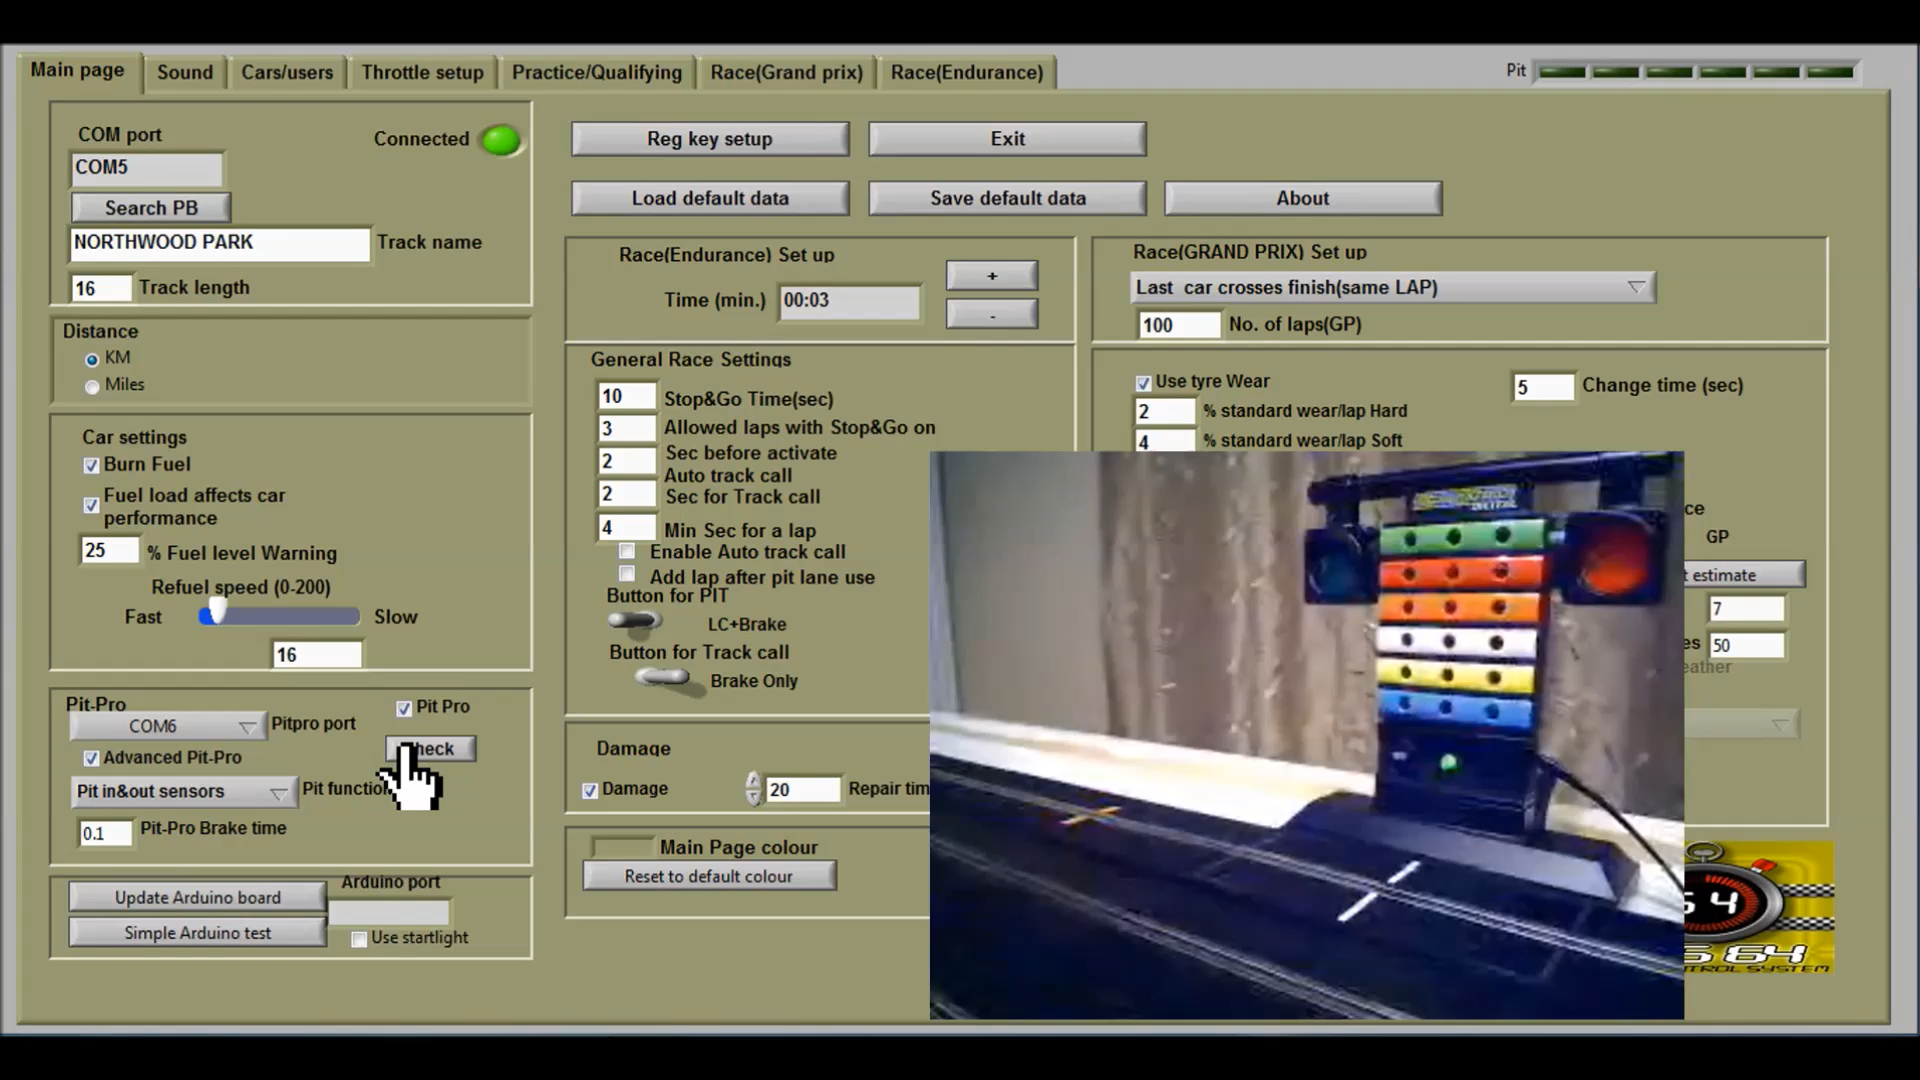 Main page
Sound
Cars/users
Throttle setup
Practice/Qualifying
Race(Grand prix)
Race(Endurance)
Pit
COM port
Connected
COM5
Search PB
NORTHWOOD PARK
Track name
16
Track length
Distance
KM
Miles
Car settings
Burn Fuel
Fuel load affects car
performance
25
% Fuel level Warning
Refuel speed (0-200)
Fast
Slow
16
Pit-Pro
COM6
Pitpro port
Pit Pro
Advanced Pit-Pro
Pit in&out sensors
0.1
Pit-Pro Brake time
Update Arduino board
Arduino port
Simple Arduino test
Use startlight
Reg key setup
Exit
Load default data
Save default data
About
Race(Endurance) Set up
Time (min.)
00:03
+
-
General Race Settings
10
Stop&Go Time(sec)
3
Allowed laps with Stop&Go on
2
Sec before activate
Auto track call
2
Sec for Track call
4
Min Sec for a lap
Enable Auto track call
Add lap after pit lane use
Button for PIT
LC+Brake
Button for Track call
Brake Only
Damage
Damage
20
Repair
Main Page colour
Reset to default colour
Race(GRAND PRIX) Set up
Last car crosses finish(same LAP)
100
No. of laps(GP)
Use tyre Wear
5
Change time (sec)
2
% standard wear/lap Hard
4
% standard wear/lap Soft
GP
estimate
7
50